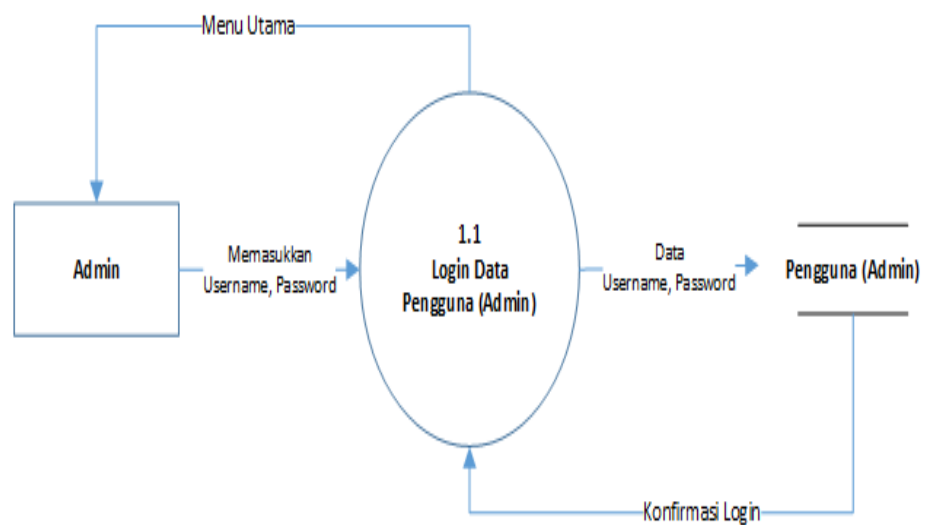 Menu Utama
Admin
Memasukkan
Username, Password
1.1
Login Data
Pengguna (Admin)
Data
Username, Password
Pengguna (Admin)
Konfirmasi Login